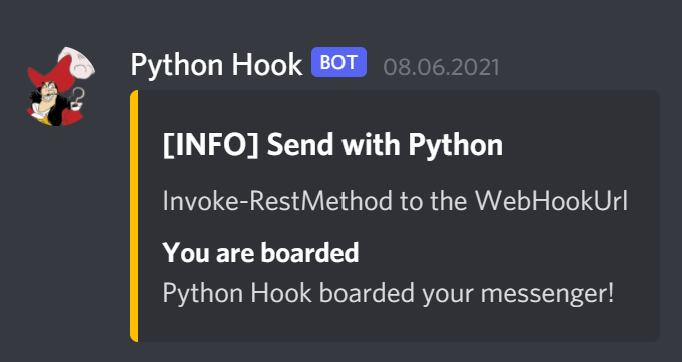 Python Hook BOT 08.06.2021
[INFO] Send with Python
Invoke-RestMethod to the WebHookUrl
You are boarded
Python Hook boarded your messenger!